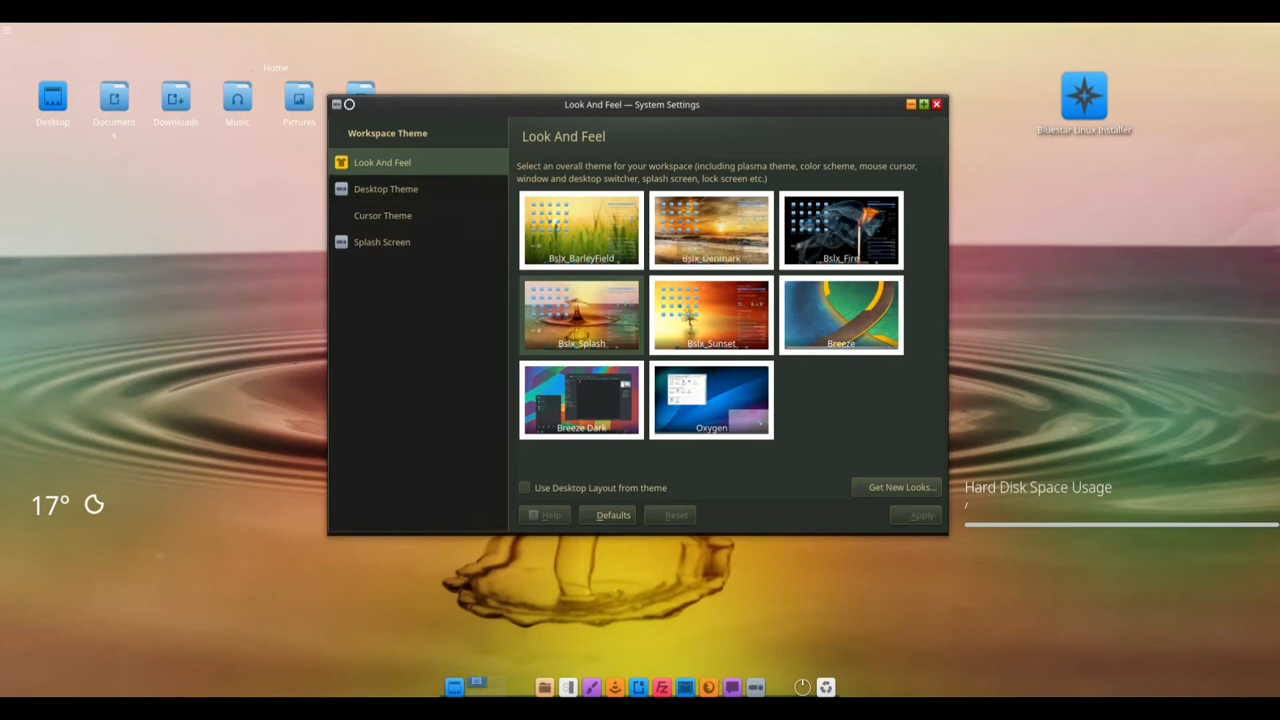 Home
Desktop
Document
s
Downloads
Music
Pictures
Bluestar Linux Installer
Look And Feel — System Settings
Workspace Theme
Look And Feel
Desktop Theme
Cursor Theme
Splash Screen
Look And Feel
Select an overall theme for your workspace (including plasma theme, color scheme, mouse cursor,
window and desktop switcher, splash screen, lock screen etc.)
Bslx_BarleyField
Bslx_Denmark
Bslx_Fire
Bslx_Splash
Bslx_Sunset
Breeze
Breeze Dark
Oxygen
Use Desktop Layout from theme
Get New Looks...
Help
Defaults
Reset
Apply
17°
Hard Disk Space Usage
/